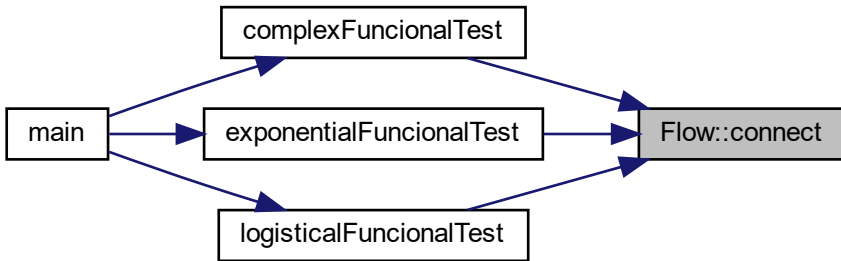 complexFuncionalTest
main
exponentialFuncionalTest
Flow::connect
logisticalFuncionalTest